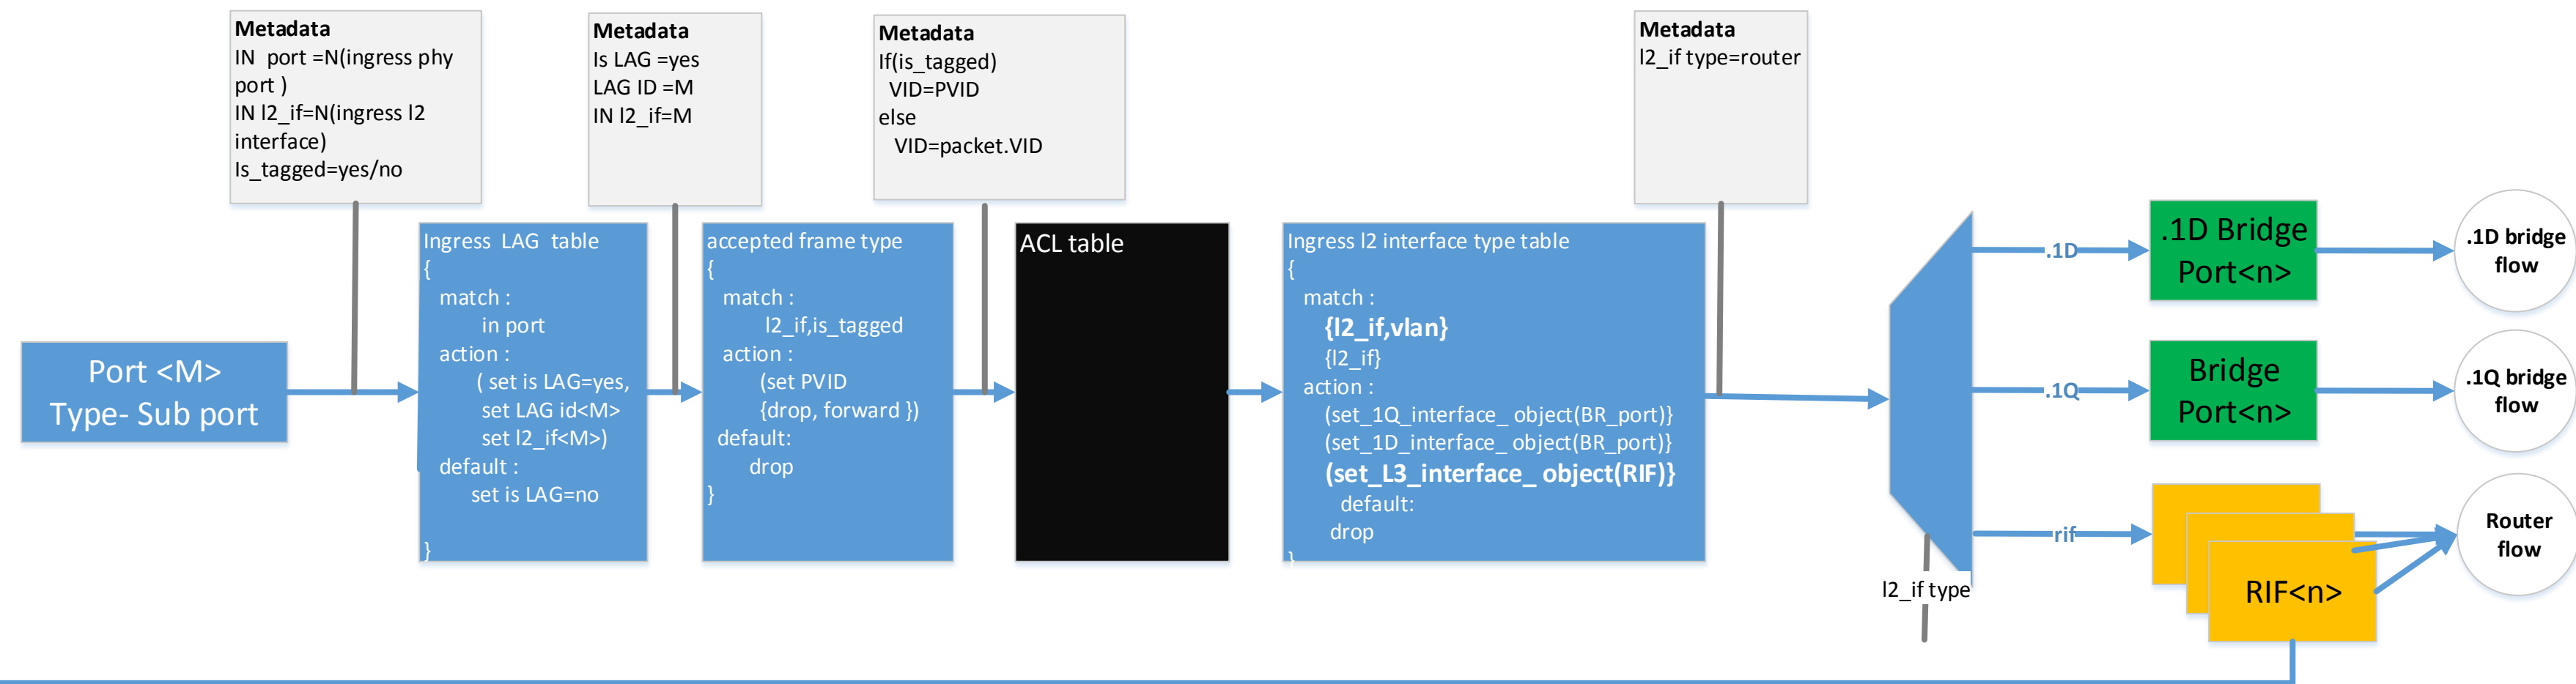 Metadata
IN port =N(ingress phy
port )
IN l2_if=N(ingress l2
interface)
Is_tagged=yes/no
Metadata
Is LAG =yes
LAG ID =M
IN l2_if=M
Metadata
If(is_tagged)
VID=PVID
else
VID=packet.VID
Metadata
l2_if type=router
Port <M>
Type- Sub port
Ingress LAG table
{
match :
in port
action :
( set is LAG=yes,
set LAG id<M>
set l2_if<M>)
default :
set is LAG=no
}
accepted frame type
{
match :
l2_if,is_tagged
action :
(set PVID
{drop, forward })
default:
drop
}
ACL table
Ingress l2 interface type table
{
match :
{l2_if,vlan}
{l2_if}
action :
(set_1Q_interface_ object(BR_port)}
(set_1D_interface_ object(BR_port)}
(set_L3_interface_ object(RIF)}
default:
drop
}
l2_if type
.1D
.1D Bridge
Port<n>
.1D bridge
flow
.1Q
Bridge
Port<n>
.1Q bridge
flow
rif
RIF<n>
Router
flow